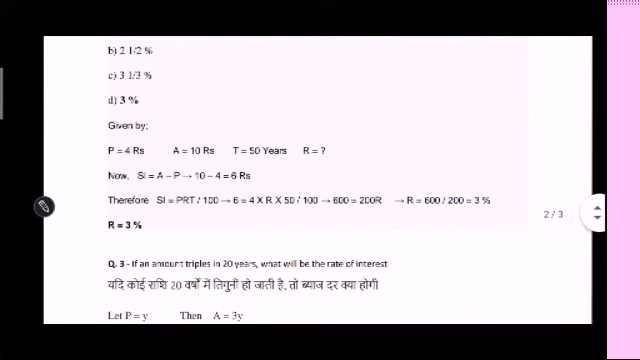 b) 2 1/2 %
c) 3 1/3 %
d) 3 %
Given by;
P = 4 Rs A = 10 Rs T = 50 Years R = ?
Now, SI = A – P → 10 – 4 = 6 Rs
Therefore SI = PRT / 100 → 6 = 4 X R X 50 / 100 → 600 = 200R → R = 600 / 200 = 3 %
R = 3 %
2 / 3
Q. 3 - If an amount triples in 20 years, what will be the rate of interest
यदि कोई राशि 20 वर्षों में तिगुनी हो जाती है, तो ब्याज दर क्या होगी
Let P = y Then A = 3y